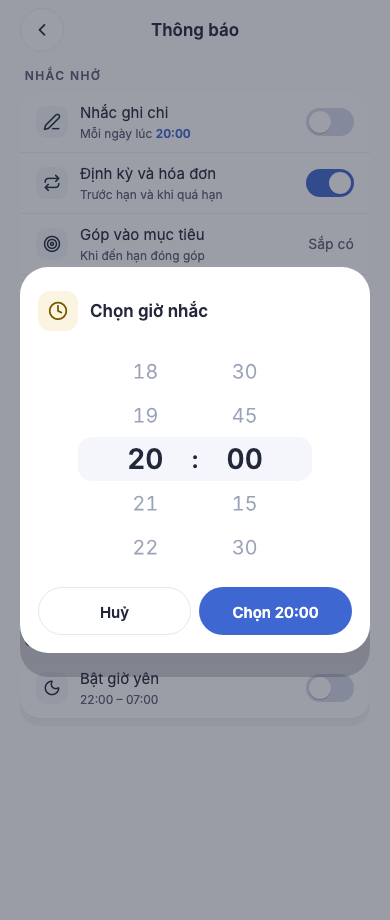 Thông báo
NHẮC NHỞ
Nhắc ghi chi
Mỗi ngày lúc 20:00
Định kỳ và hóa đơn
Trước hạn và khi quá hạn
Góp vào mục tiêu
Khi đến hạn đóng góp
Sắp có
Chọn giờ nhắc
18 30
19 45
20 : 00
21 15
22 30
Huỷ
Chọn 20:00
Bật giờ yên
22:00 – 07:00